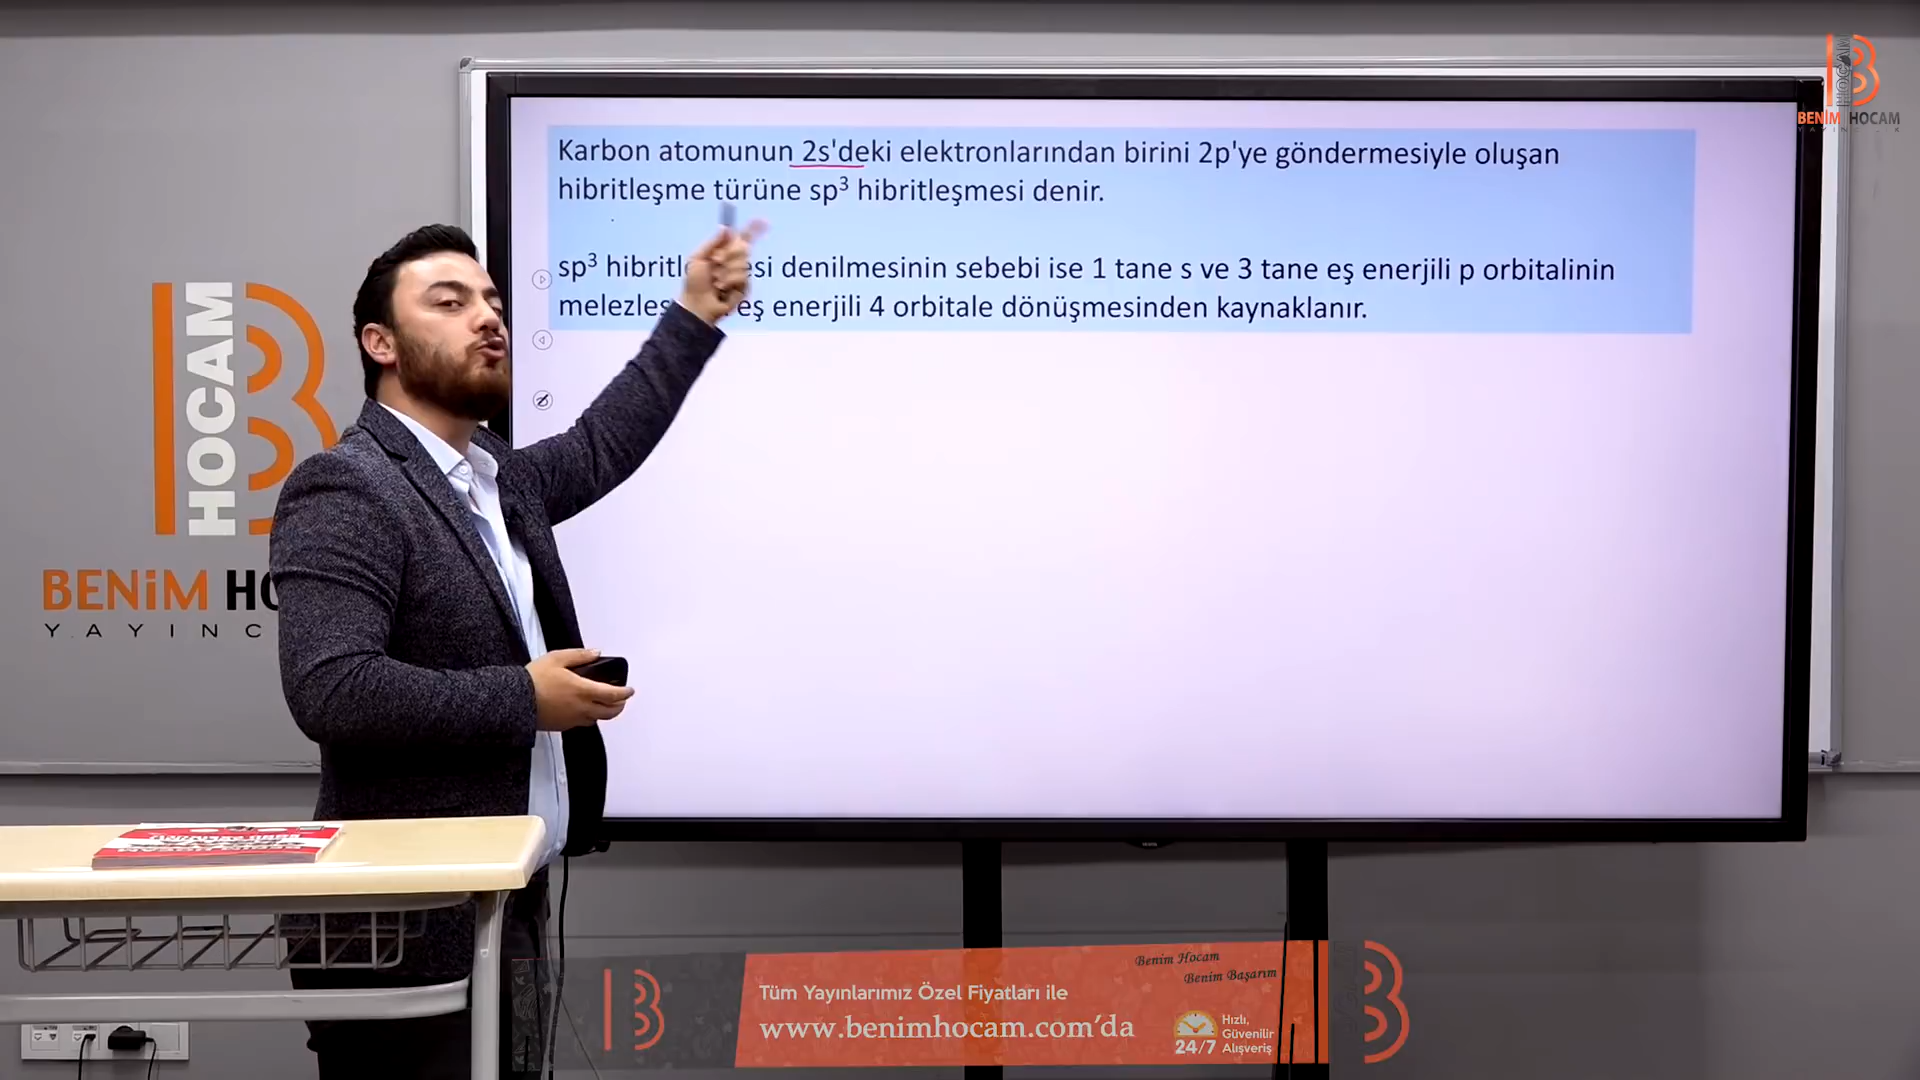 Karbon atomunun 2s'deki elektronlarından birini 2p'ye göndermesiyle oluşan
hibritleşme türüne sp³ hibritleşmesi denir.
sp³ hibritl esi denilmesinin sebebi ise 1 tane s ve 3 tane eş enerjili p orbitalinin
melezleş eş enerjili 4 orbitale dönüşmesinden kaynaklanır.
HOCAM
BENİM HO
YAYINC
HOCAM
BENİM HOCAM
Benim Hocam
Benim Başarım
Tüm Yayınlarımız Özel Fiyatları ile
www.benimhocam.com'da
24/7
Hızlı,
Güvenilir
Alışveriş